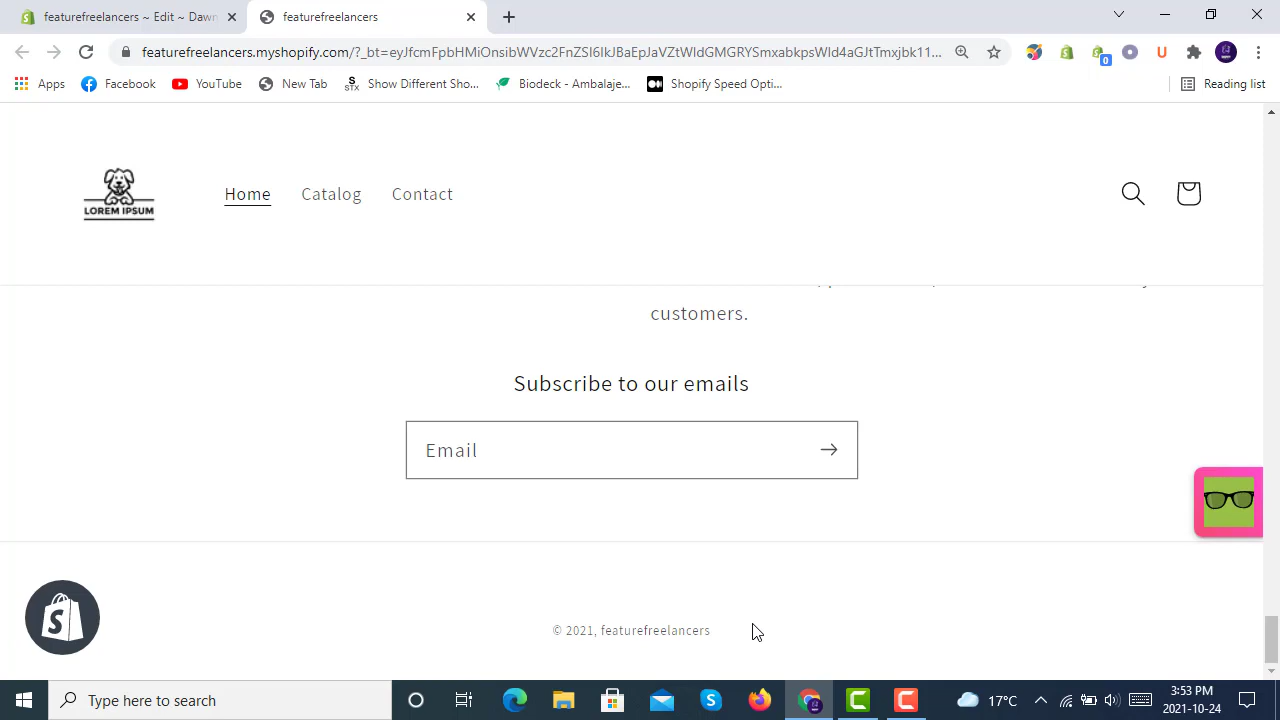 featurefreelancers ~ Edit ~ Dawn
featurefreelancers
featurefreelancers.myshopify.com/?_bt=eyJfcmFpbHMiOnsibWVzc2FnZSI6IkJBaEpJaVZtWldGMGRYSmxabkpsWld4aGJtTmxjbk11...
U
0
Apps
Facebook
YouTube
New Tab
STX
Show Different Sho...
Biodeck - Ambalaje...
Shopify Speed Opti...
Reading list
LOREM IPSUM
Home
Catalog
Contact
customers.
Subscribe to our emails
Email
S
© 2021, featurefreelancers
Type here to search
17°C
3:53 PM
2021-10-24